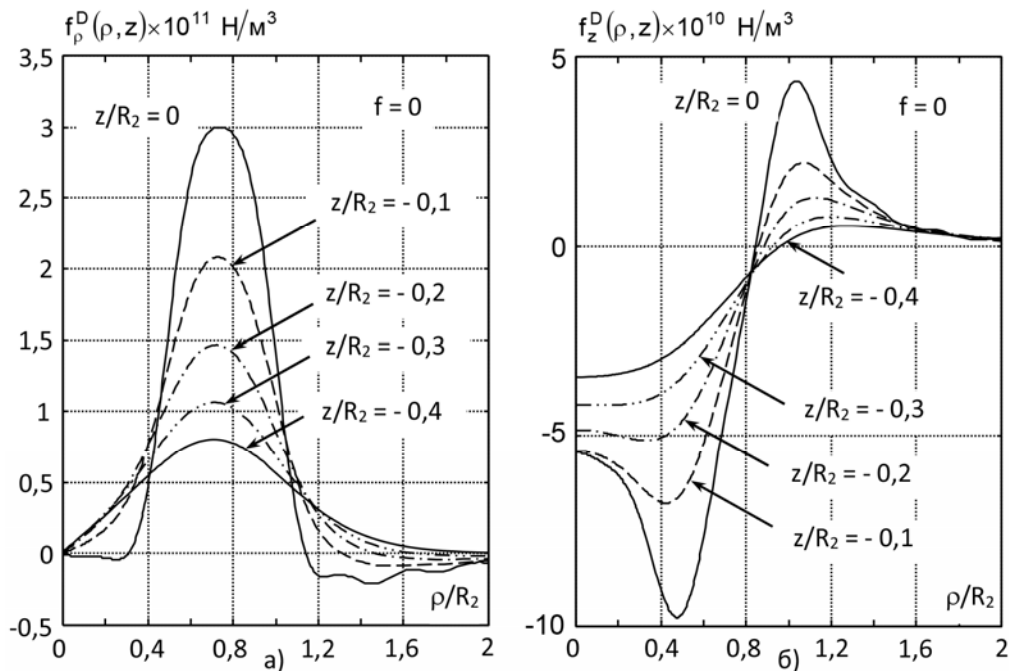 f_ρ^D(ρ,z)×10^11 Н/м³
3,5
3
2,5
2
1,5
1
0,5
0
-0,5
z/R₂ = 0
f = 0
z/R₂ = - 0,1
z/R₂ = - 0,2
z/R₂ = - 0,3
z/R₂ = - 0,4
ρ/R₂
0 0,4 0,8 1,2 1,6 2
а)
f_z^D(ρ,z)×10^10 Н/м³
5
0
-5
-10
z/R₂ = 0
f = 0
z/R₂ = - 0,4
z/R₂ = - 0,3
z/R₂ = - 0,2
z/R₂ = - 0,1
ρ/R₂
0 0,4 0,8 1,2 1,6 2
б)